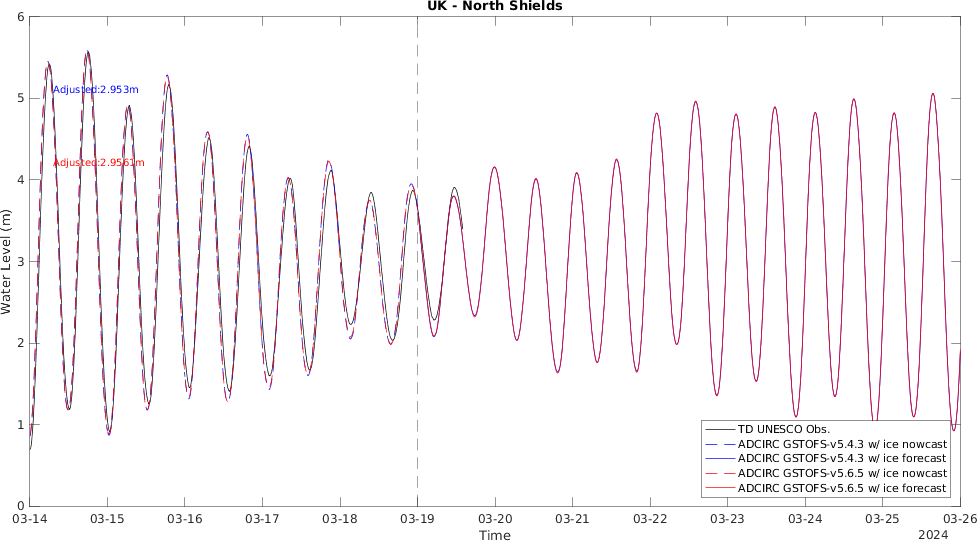 UK - North Shields
6
5
4
3
2
1
0
Water Level (m)
Adjusted:2.953m
Adjusted:2.9561m
TD UNESCO Obs.
ADCIRC GSTOFS-v5.4.3 w/ ice nowcast
ADCIRC GSTOFS-v5.4.3 w/ ice forecast
ADCIRC GSTOFS-v5.6.5 w/ ice nowcast
ADCIRC GSTOFS-v5.6.5 w/ ice forecast
03-14 03-15 03-16 03-17 03-18 03-19 03-20 03-21 03-22 03-23 03-24 03-25 03-26
Time
2024